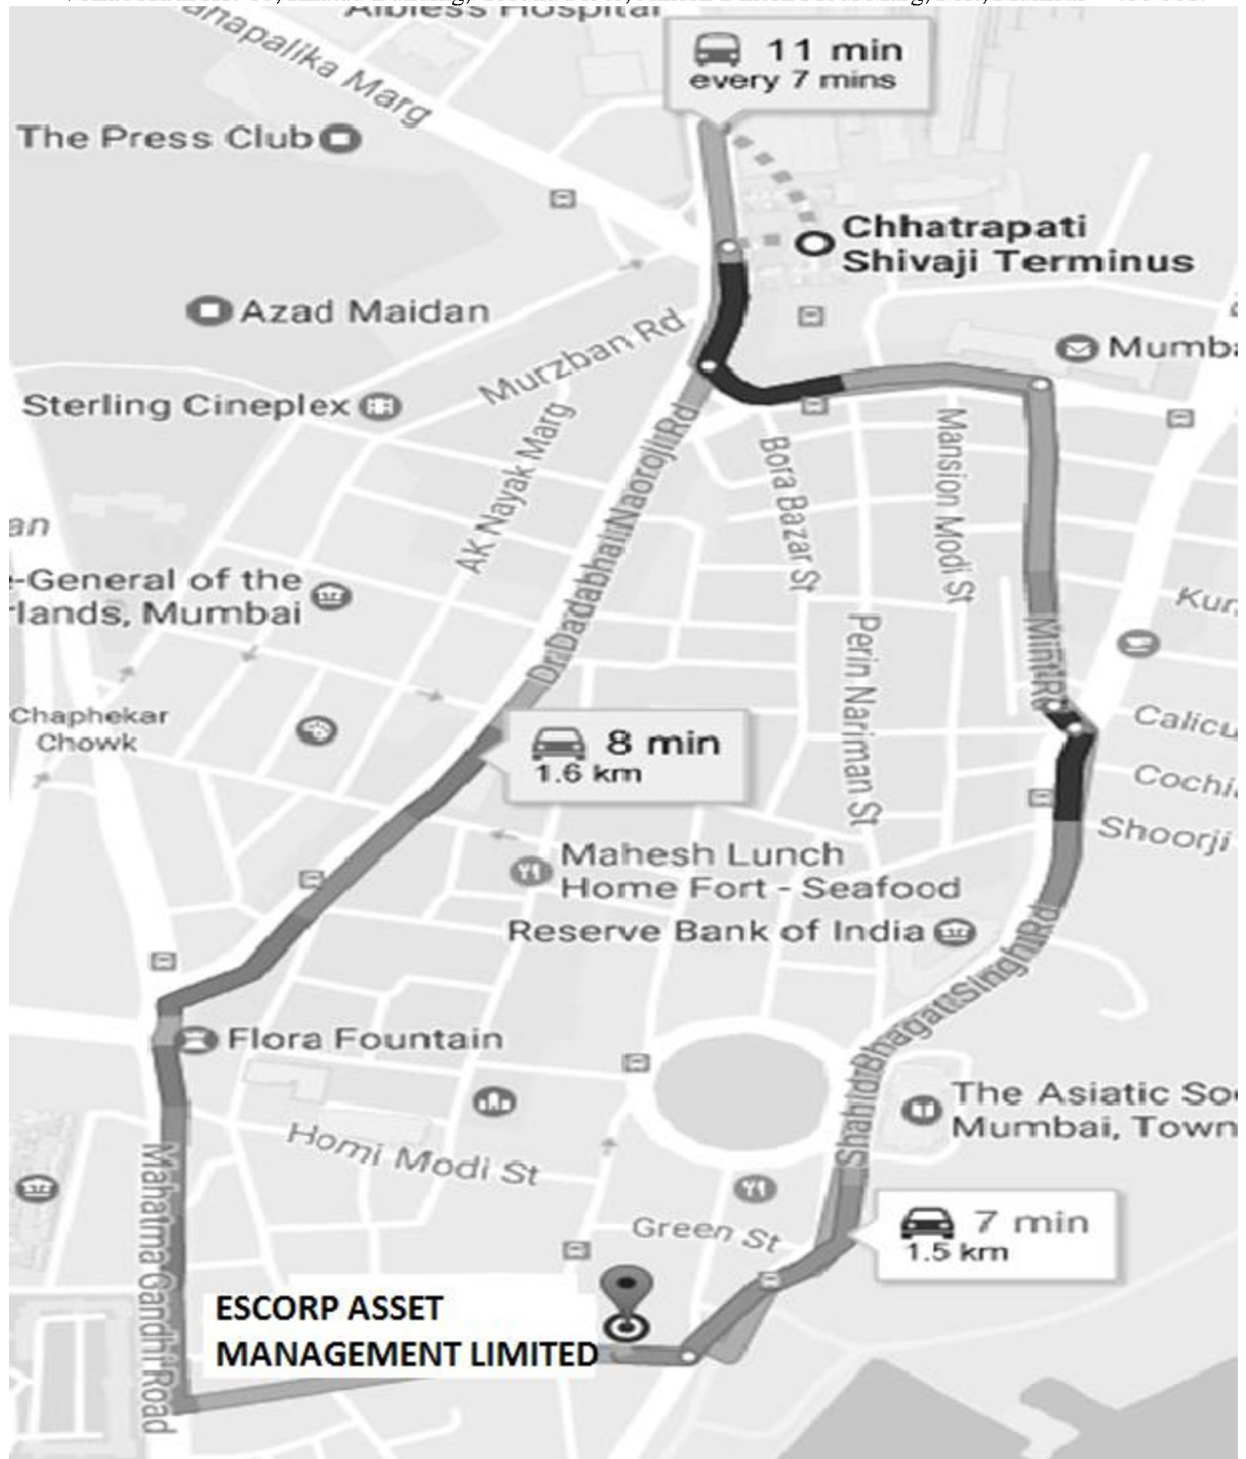 Albless Hospital
anapalika Marg
11 min
every 7 mins
The Press Club
Chhatrapati
Shivaji Terminus
Azad Maidan
Murzban Rd
Mumba
Sterling Cineplex
AK Nayak Marg
Dr Dadabhai Naoroji Rd
Bora Bazar St
Mansion Modi St
an
-General of the
rlands, Mumbai
Kur
Perin Nariman St
Mint Rd
Chaphekar
Chowk
8 min
1.6 km
Calicu
Cochi
Shoorji
Mahesh Lunch
Home Fort - Seafood
Reserve Bank of India
Shahid Bhagat Singh Rd
Flora Fountain
The Asiatic So
Mumbai, Town
Homi Modi St
Mahatma Gandhi Road
Green St
7 min
1.5 km
ESCORP ASSET
MANAGEMENT LIMITED